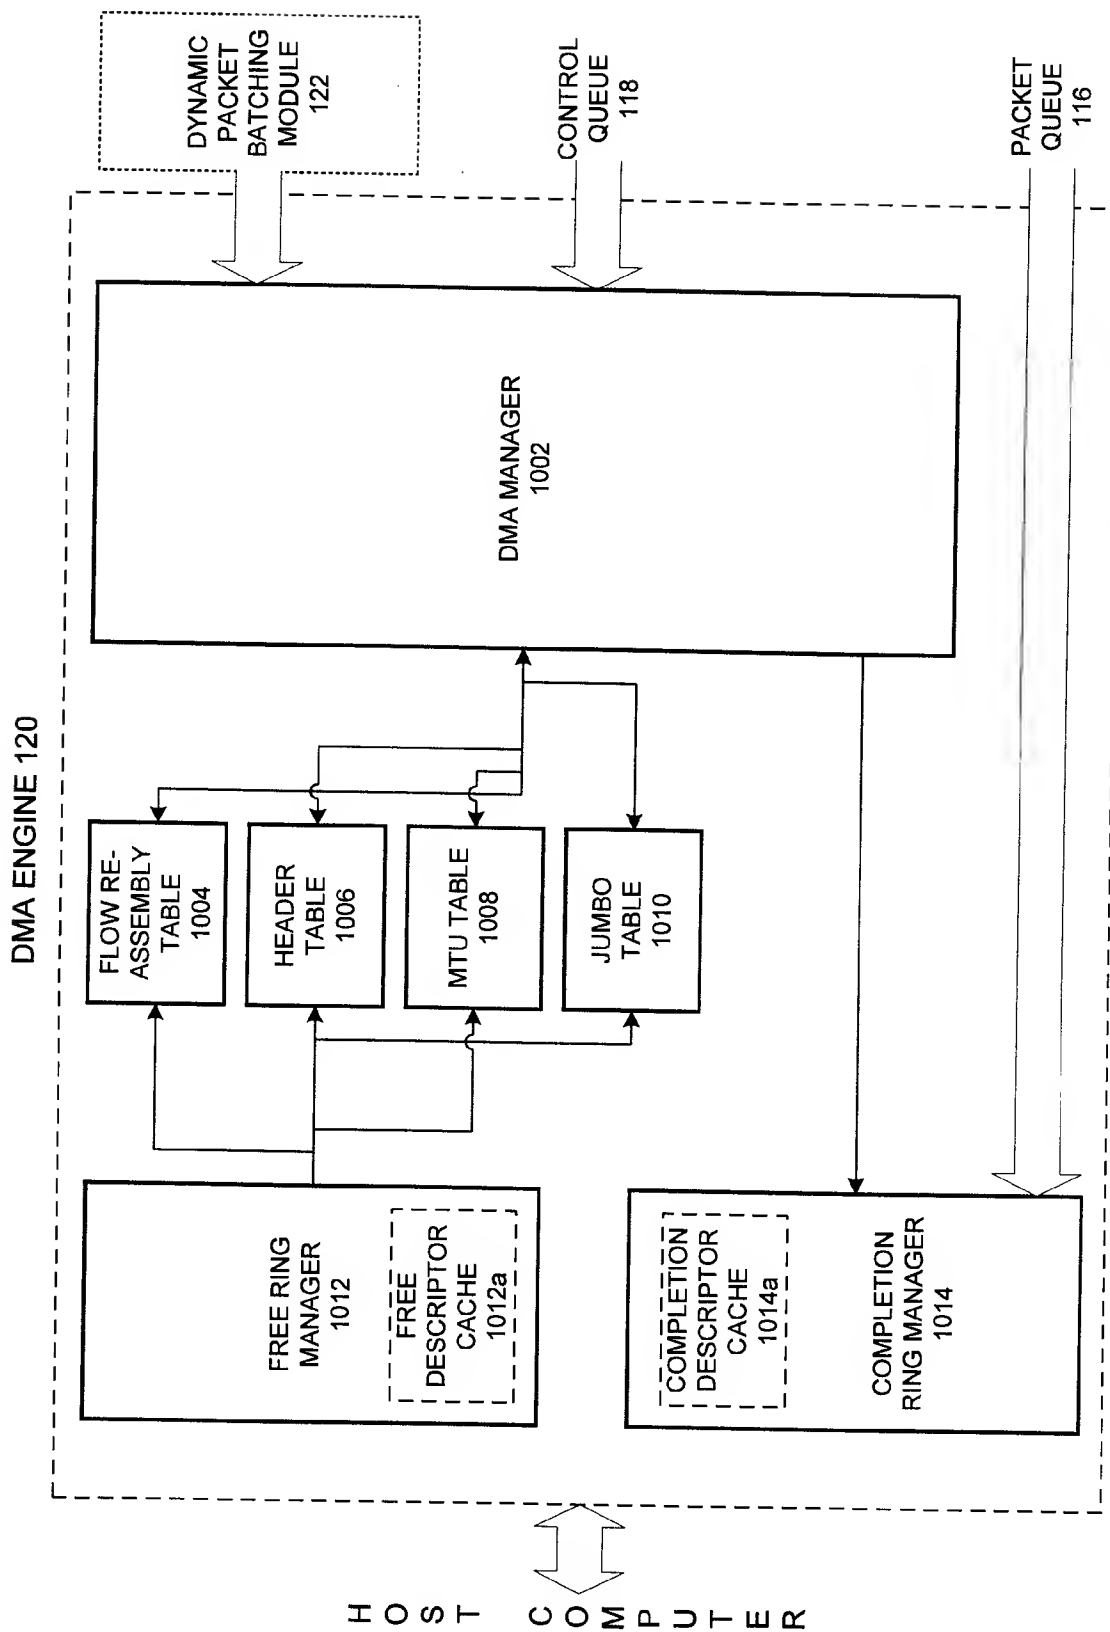 DMA ENGINE 120
HOST COMPUTER
FREE RING
MANAGER
1012
FREE
DESCRIPTOR
CACHE
1012a
COMPLETION
DESCRIPTOR
CACHE
1014a
COMPLETION
RING MANAGER
1014
FLOW RE-
ASSEMBLY
TABLE
1004
HEADER
TABLE
1006
MTU TABLE
1008
JUMBO
TABLE
1010
DMA MANAGER
1002
DYNAMIC
PACKET
BATCHING
MODULE
122
CONTROL
QUEUE
118
PACKET
QUEUE
116